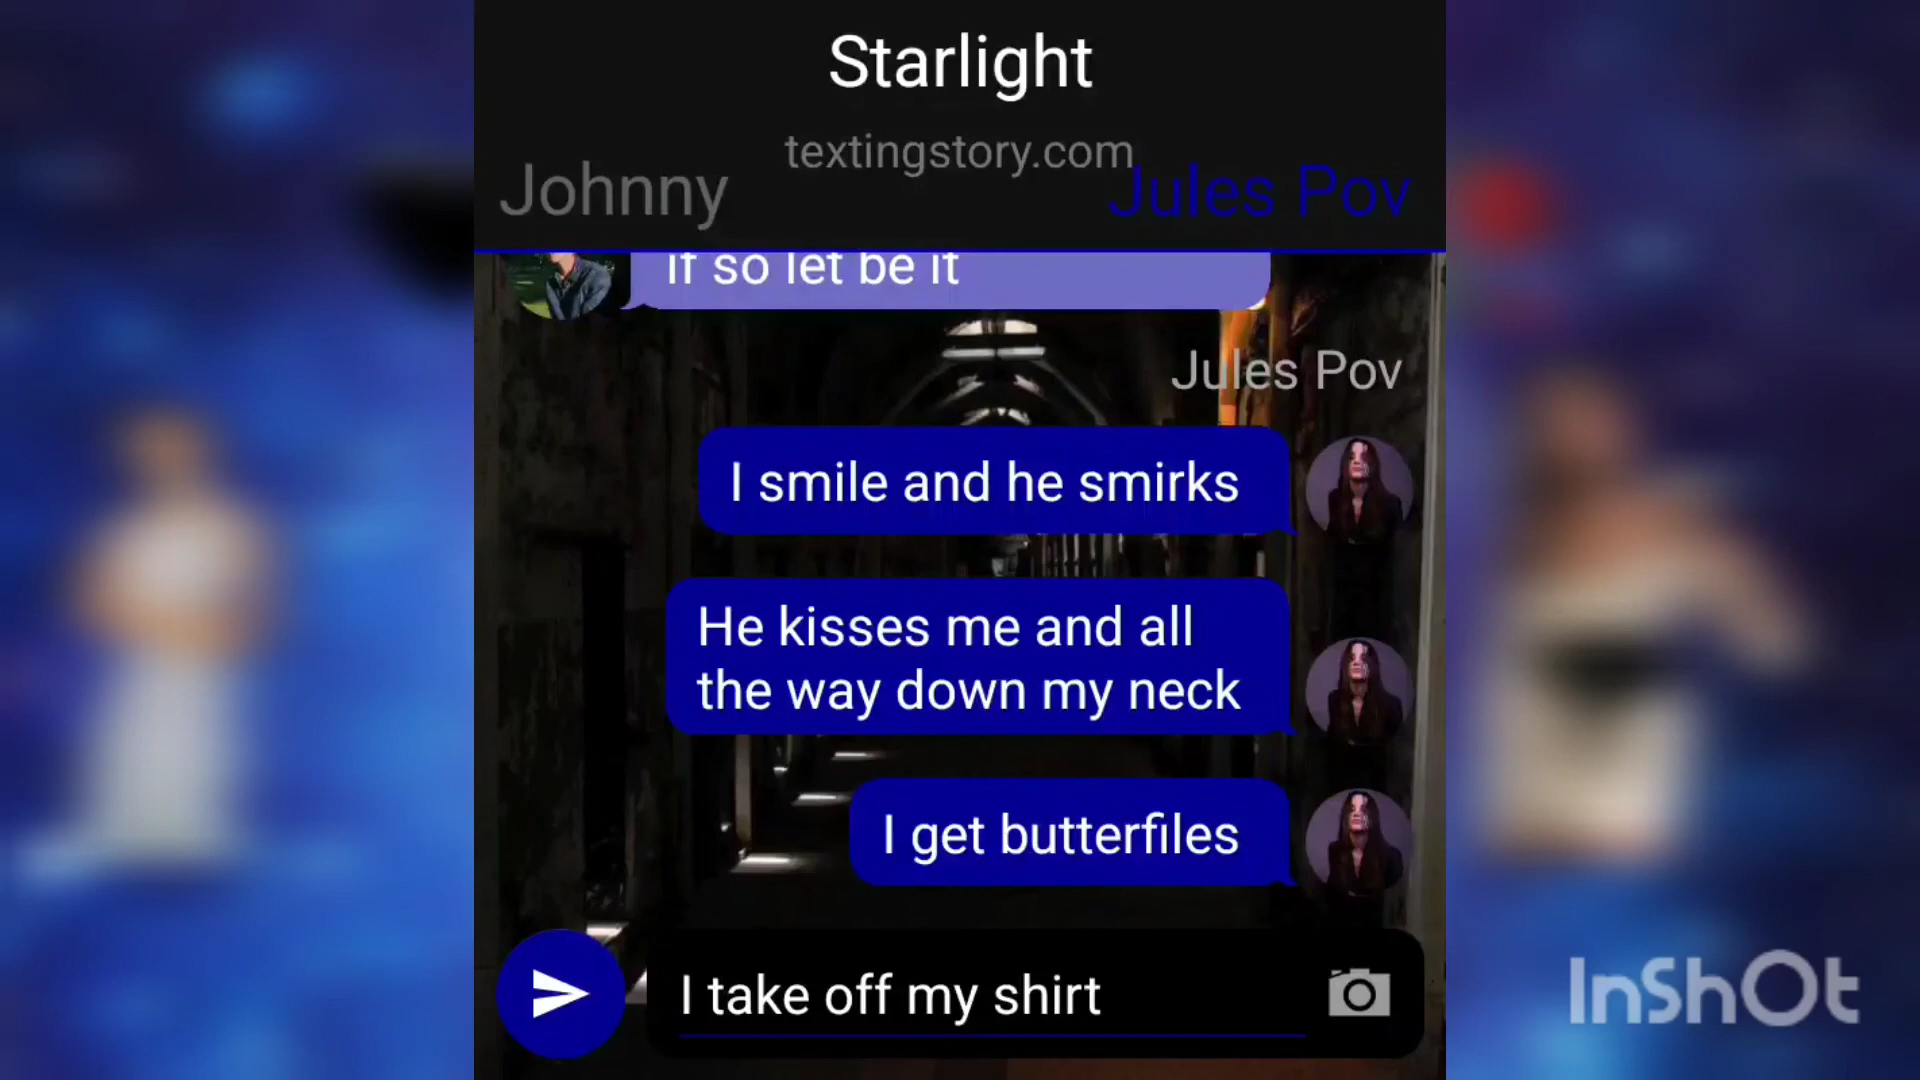 Starlight
textingstory.com
Johnny
Jules Pov
if so let be it
Jules Pov
I smile and he smirks
He kisses me and all
the way down my neck
I get butterfiles
I take off my shirt
InShOt